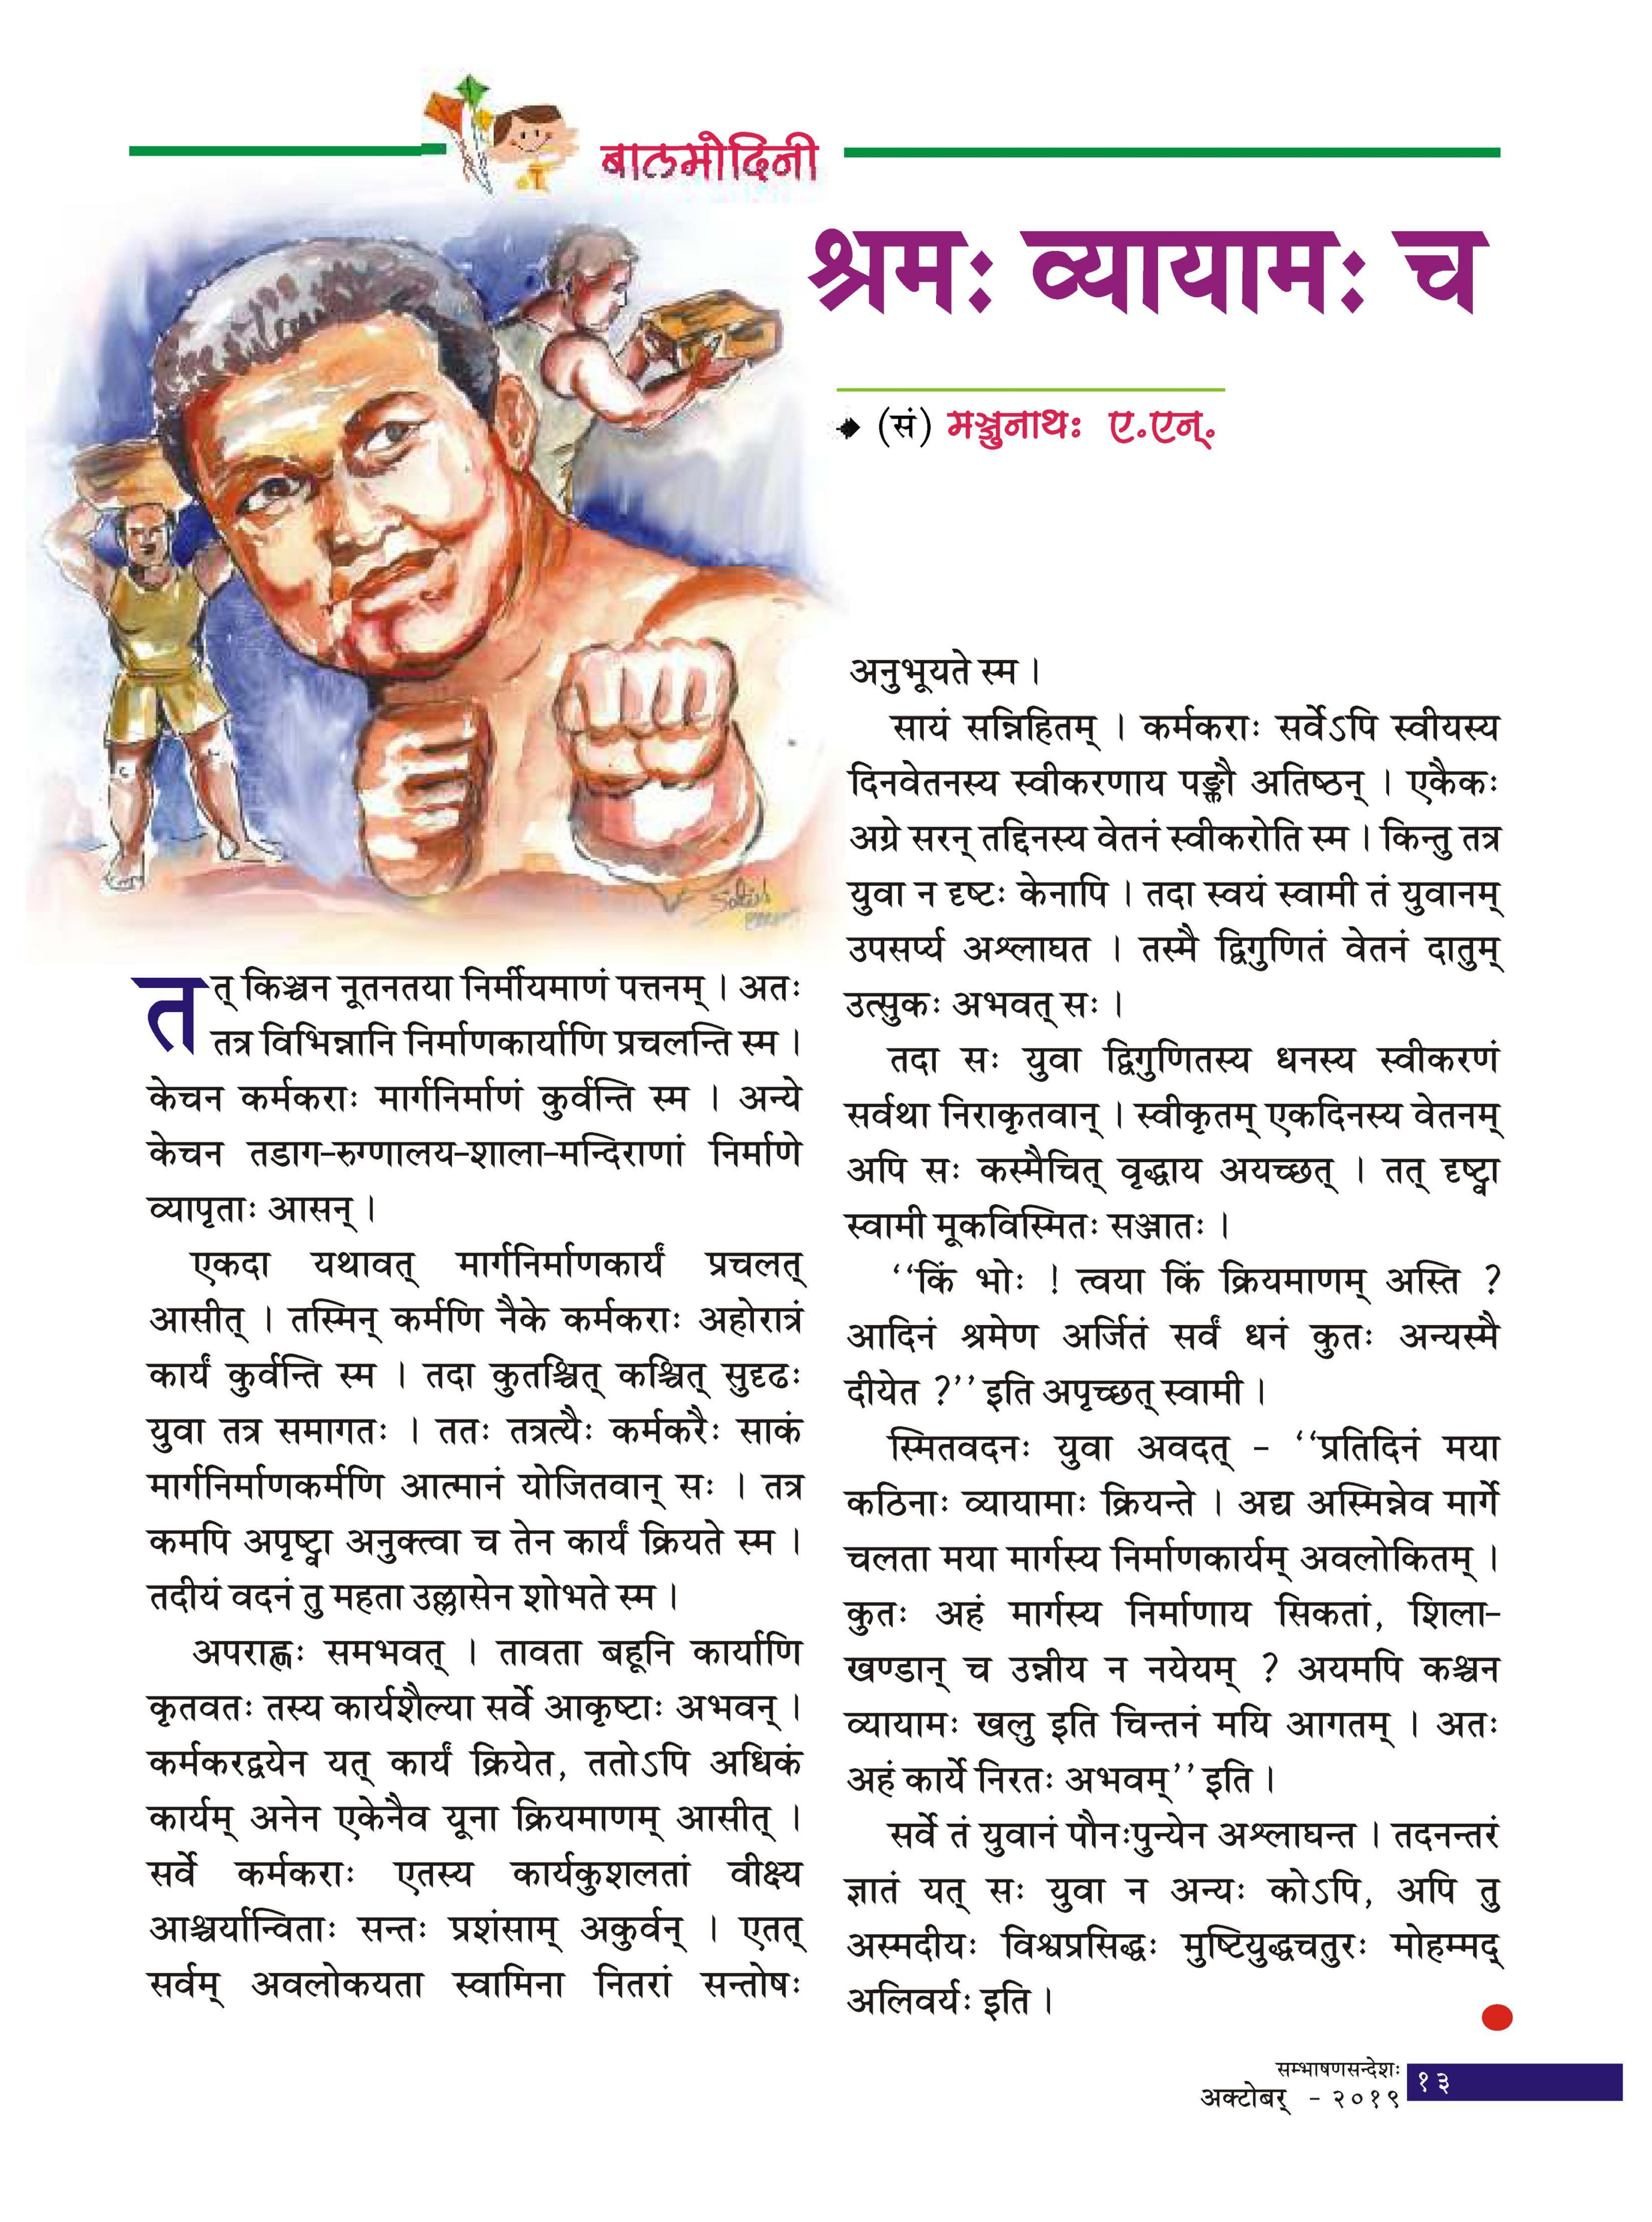 बालमोदिनी
श्रमः व्यायामः च
(सं) मञ्जुनाथः ए.एन्.
तत् किञ्चन नूतनतया निर्मीयमाणं पत्तनम् । अतः
तत्र विभिन्नानि निर्माणकार्याणि प्रचलन्ति स्म ।
केचन कर्मकराः मार्गनिर्माणं कुर्वन्ति स्म । अन्ये
केचन तडाग-रुग्णालय-शाला-मन्दिराणां निर्माणे
व्यापृताः आसन् ।
एकदा यथावत् मार्गनिर्माणकार्यं प्रचलत्
आसीत् । तस्मिन् कर्मणि नैके कर्मकराः अहोरात्रं
कार्यं कुर्वन्ति स्म । तदा कुतश्चित् कश्चित् सुदृढः
युवा तत्र समागतः । ततः तत्रत्यैः कर्मकरैः साकं
मार्गनिर्माणकर्मणि आत्मानं योजितवान् सः । तत्र
कमपि अपृष्ट्वा अनुक्त्वा च तेन कार्यं क्रियते स्म ।
तदीयं वदनं तु महता उल्लासेन शोभते स्म ।
अपराह्णः समभवत् । तावता बहूनि कार्याणि
कृतवतः तस्य कार्यशैल्या सर्वे आकृष्टाः अभवन् ।
कर्मकरद्वयेन यत् कार्यं क्रियेत, ततोऽपि अधिकं
कार्यम् अनेन एकेनैव यूना क्रियमाणम् आसीत् ।
सर्वे कर्मकराः एतस्य कार्यकुशलतां वीक्ष्य
आश्चर्यान्विताः सन्तः प्रशंसाम् अकुर्वन् । एतत्
सर्वम् अवलोकयता स्वामिना नितरां सन्तोषः
अनुभूयते स्म ।
सायं सन्निहितम् । कर्मकराः सर्वेऽपि स्वीयस्य
दिनवेतनस्य स्वीकरणाय पङ्क्तौ अतिष्ठन् । एकैकः
अग्रे सरन् तद्दिनस्य वेतनं स्वीकरोति स्म । किन्तु तत्र
युवा न दृष्टः केनापि । तदा स्वयं स्वामी तं युवानम्
उपसर्प्य अश्लाघत । तस्मै द्विगुणितं वेतनं दातुम्
उत्सुकः अभवत् सः ।
तदा सः युवा द्विगुणितस्य धनस्य स्वीकरणं
सर्वथा निराकृतवान् । स्वीकृतम् एकदिनस्य वेतनम्
अपि सः कस्मैचित् वृद्धाय अयच्छत् । तत् दृष्ट्वा
स्वामी मूकविस्मितः सञ्जातः ।
‘‘किं भोः ! त्वया किं क्रियमाणम् अस्ति ?
आदिनं श्रमेण अर्जितं सर्वं धनं कुतः अन्यस्मै
दीयेत ?’’ इति अपृच्छत् स्वामी ।
स्मितवदनः युवा अवदत् - ‘‘प्रतिदिनं मया
कठिनाः व्यायामाः क्रियन्ते । अद्य अस्मिन्नेव मार्गे
चलता मया मार्गस्य निर्माणकार्यम् अवलोकितम् ।
कुतः अहं मार्गस्य निर्माणाय सिकतां, शिला-
खण्डान् च उन्नीय न नयेयम् ? अयमपि कश्चन
व्यायामः खलु इति चिन्तनं मयि आगतम् । अतः
अहं कार्ये निरतः अभवम्’’ इति ।
सर्वे तं युवानं पौनःपुन्येन अश्लाघन्त । तदनन्तरं
ज्ञातं यत् सः युवा न अन्यः कोऽपि, अपि तु
अस्मदीयः विश्वप्रसिद्धः मुष्टियुद्धचतुरः मोहम्मद्
अलिवर्यः इति ।
सम्भाषणसन्देशः
अक्टोबर् - २०१९
१३